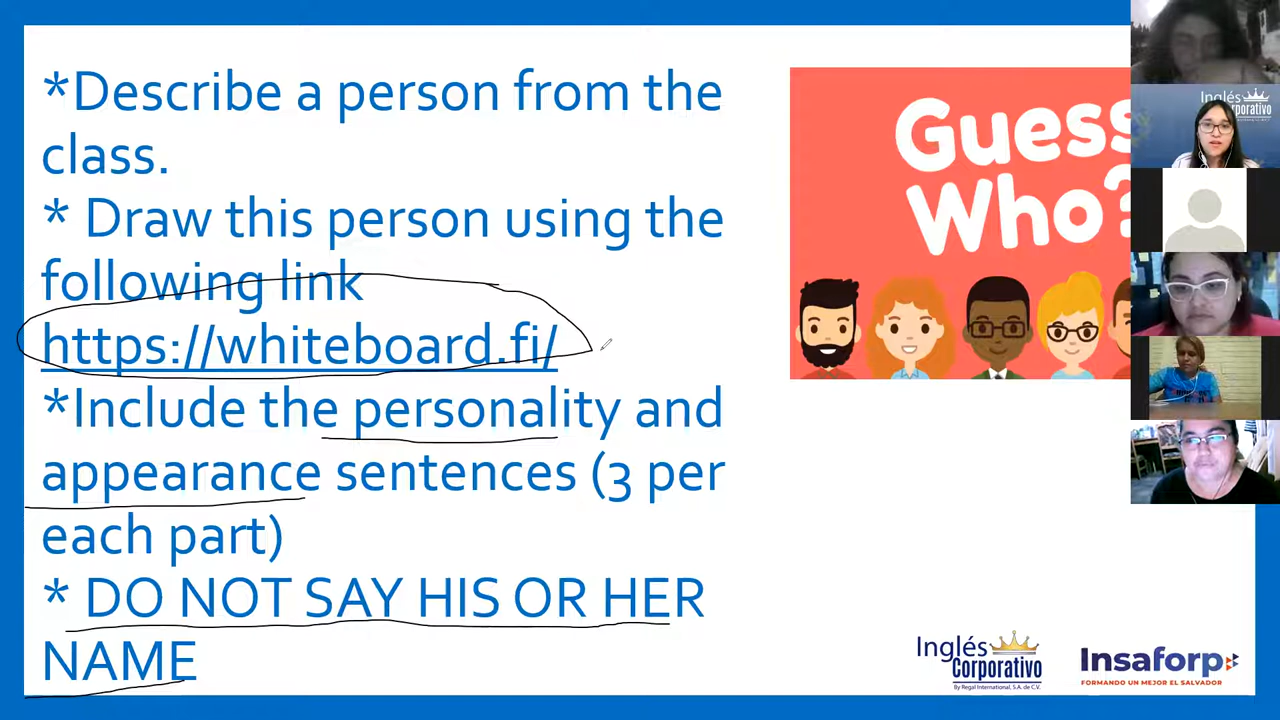 *Describe a person from the
class.
* Draw this person using the
following link
https://whiteboard.fi/
*Include the personality and
appearance sentences (3 per
each part)
* DO NOT SAY HIS OR HER
NAME
Guess
Who?
Inglés
Corporativo
Inglés
Corporativo
By Regal International, S.A. de C.V.
Insaforp
FORMANDO UN MEJOR EL SALVADOR